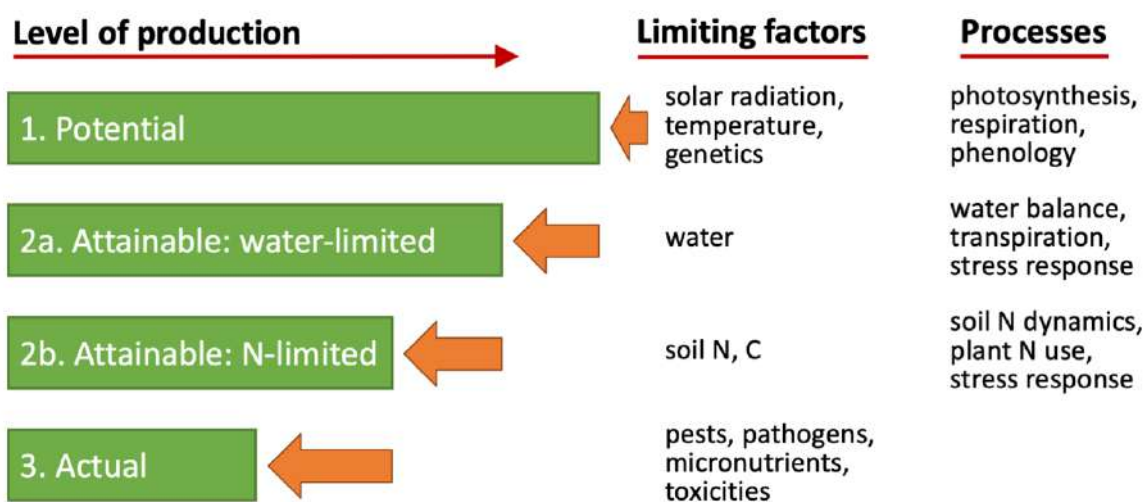 Level of production
Limiting factors
Processes
1. Potential
solar radiation,
temperature,
genetics
photosynthesis,
respiration,
phenology
2a. Attainable: water-limited
water
water balance,
transpiration,
stress response
2b. Attainable: N-limited
soil N, C
soil N dynamics,
plant N use,
stress response
3. Actual
pests, pathogens,
micronutrients,
toxicities